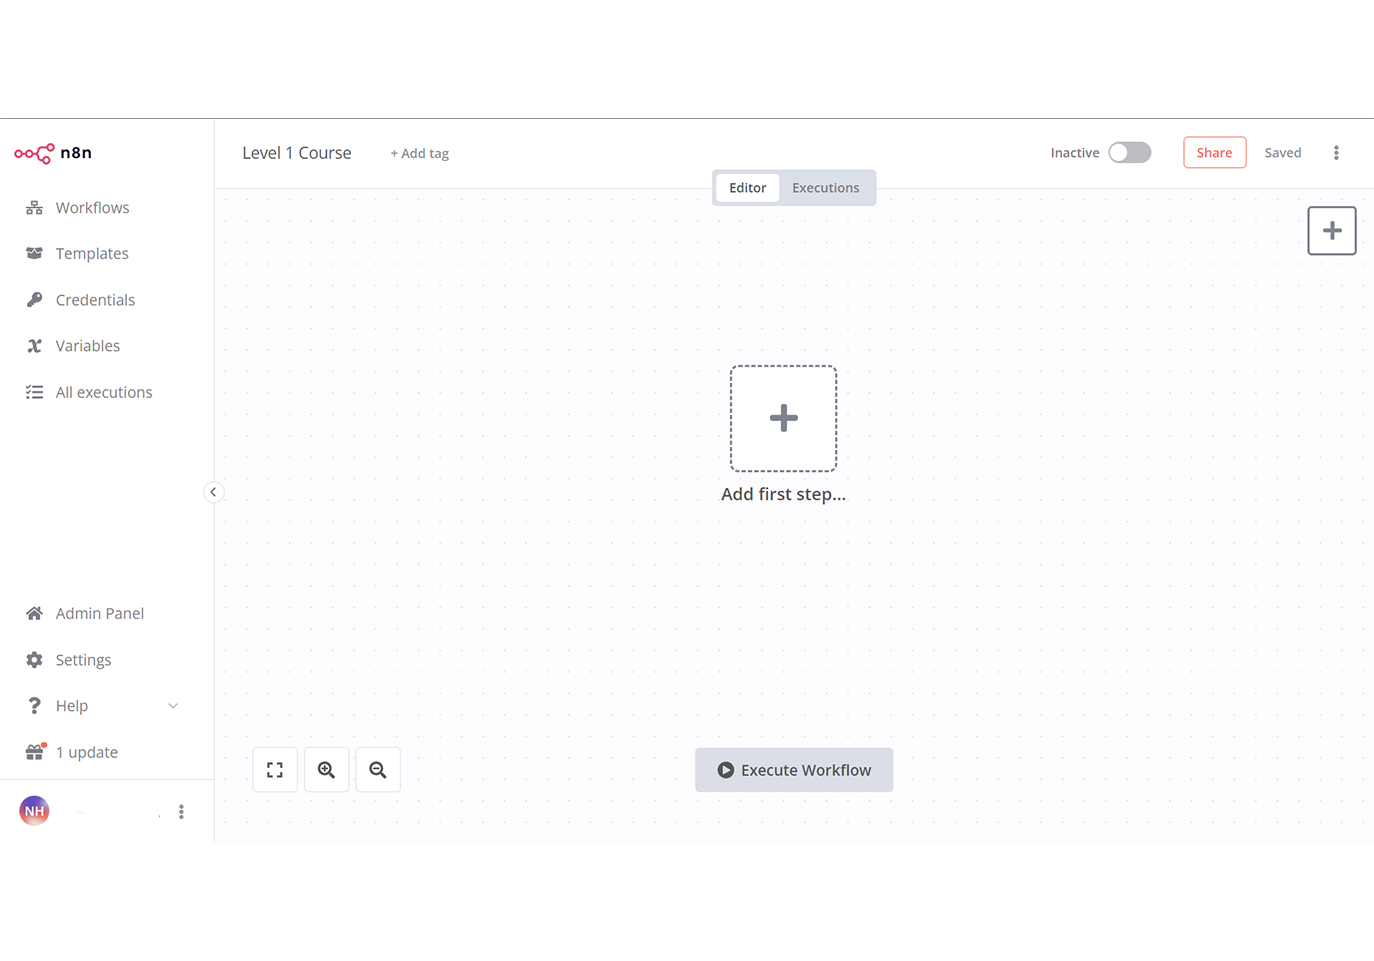 n8n
Workflows
Templates
Credentials
Variables
All executions
Admin Panel
Settings
Help
1 update
NH
Level 1 Course
+ Add tag
Inactive
Share
Saved
Editor
Executions
Add first step...
Execute Workflow